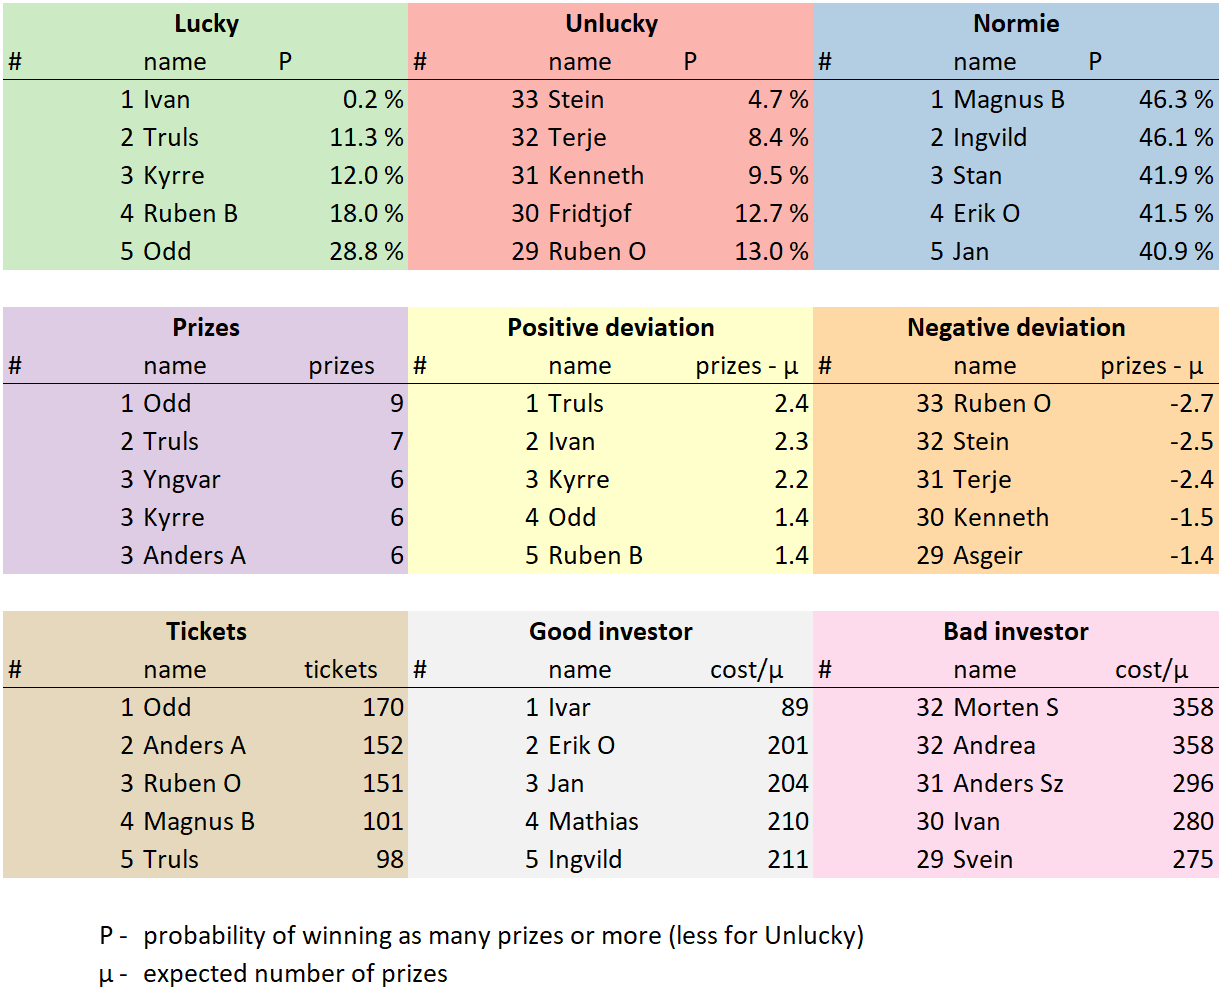 Lucky Unlucky Normie
# name P # name P # name P
1 Ivan 0.2 % 33 Stein 4.7 % 1 Magnus B 46.3 %
2 Truls 11.3 % 32 Terje 8.4 % 2 Ingvild 46.1 %
3 Kyrre 12.0 % 31 Kenneth 9.5 % 3 Stan 41.9 %
4 Ruben B 18.0 % 30 Fridtjof 12.7 % 4 Erik O 41.5 %
5 Odd 28.8 % 29 Ruben O 13.0 % 5 Jan 40.9 %
Prizes Positive deviation Negative deviation
# name prizes # name prizes - μ # name prizes - μ
1 Odd 9 1 Truls 2.4 33 Ruben O -2.7
2 Truls 7 2 Ivan 2.3 32 Stein -2.5
3 Yngvar 6 3 Kyrre 2.2 31 Terje -2.4
3 Kyrre 6 4 Odd 1.4 30 Kenneth -1.5
3 Anders A 6 5 Ruben B 1.4 29 Asgeir -1.4
Tickets Good investor Bad investor
# name tickets # name cost/μ # name cost/μ
1 Odd 170 1 Ivar 89 32 Morten S 358
2 Anders A 152 2 Erik O 201 32 Andrea 358
3 Ruben O 151 3 Jan 204 31 Anders Sz 296
4 Magnus B 101 4 Mathias 210 30 Ivan 280
5 Truls 98 5 Ingvild 211 29 Svein 275
P - probability of winning as many prizes or more (less for Unlucky)
μ - expected number of prizes